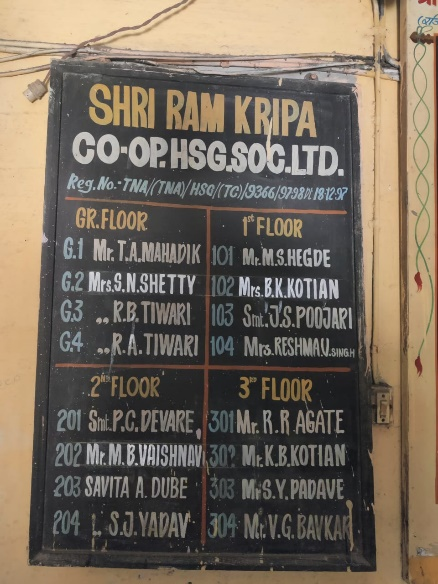 SHRI RAM KRIPA
CO-OP. HSG. SOC. LTD.
Reg. No.- TNA/(TNA)/HSG/(TC)/9366/97-98 Dt. 18-12-97
GR. FLOOR
G.1 Mr. T.A. MAHADIK
G.2 Mrs. S.N. SHETTY
G.3 ,, R.B. TIWARI
G.4 ,, R.A. TIWARI
1st FLOOR
101 Mr. M.S. HEGDE
102 Mrs. B.K. KOTIAN
103 Smt. J.S. POOJARI
104 Mrs. RESHMA.U. SINGH
2nd FLOOR
201 Smt. P.C. DEVARE.
202 Mr. M.B. VAISHNAV
203 SAVITA A. DUBE
204 ,, S.J. YADAV
3rd FLOOR
301 Mr. R.R AGATE
302 Mr. K.B. KOTIAN
303 Mrs. Y. PADAVE
304 Mr. V.G. BAVKAR